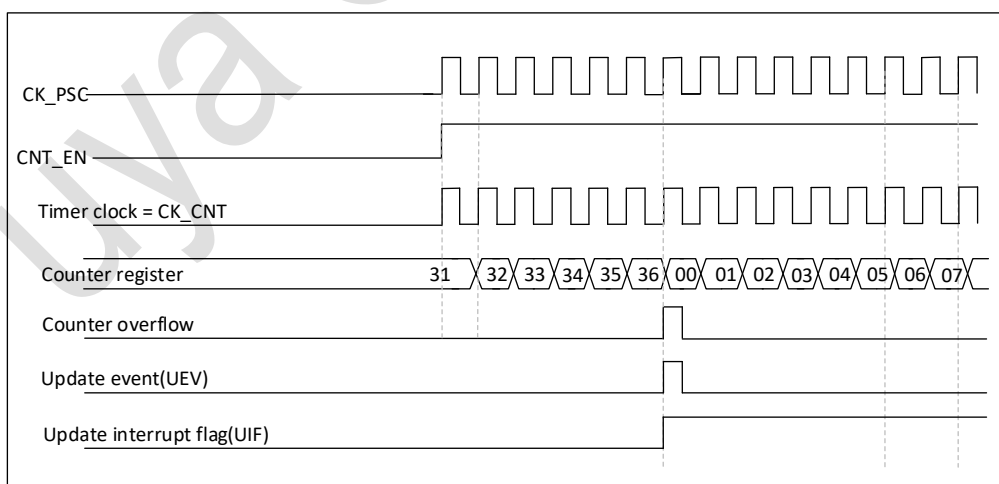 CK_PSC
CNT_EN
Timer clock = CK_CNT
Counter register 31 32 33 34 35 36 00 01 02 03 04 05 06 07
Counter overflow
Update event(UEV)
Update interrupt flag(UIF)
uya